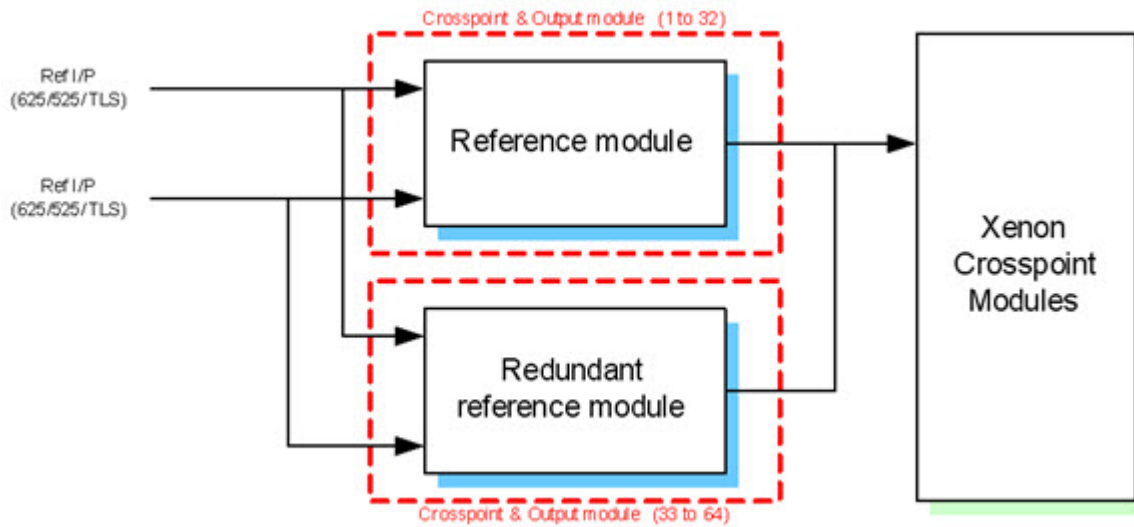 Crosspoint & Output module (1 to 32)
Ref I/P
(625/525/TLS)
Reference module
Ref I/P
(625/525/TLS)
Xenon
Crosspoint
Modules
Redundant
reference module
Crosspoint & Output module (33 to 64)